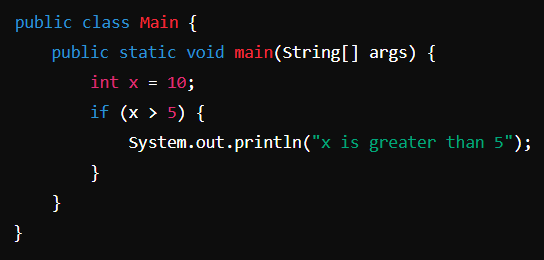 public class Main {
public static void main(String[] args) {
int x = 10;
if (x > 5) {
System.out.println("x is greater than 5");
}
}
}